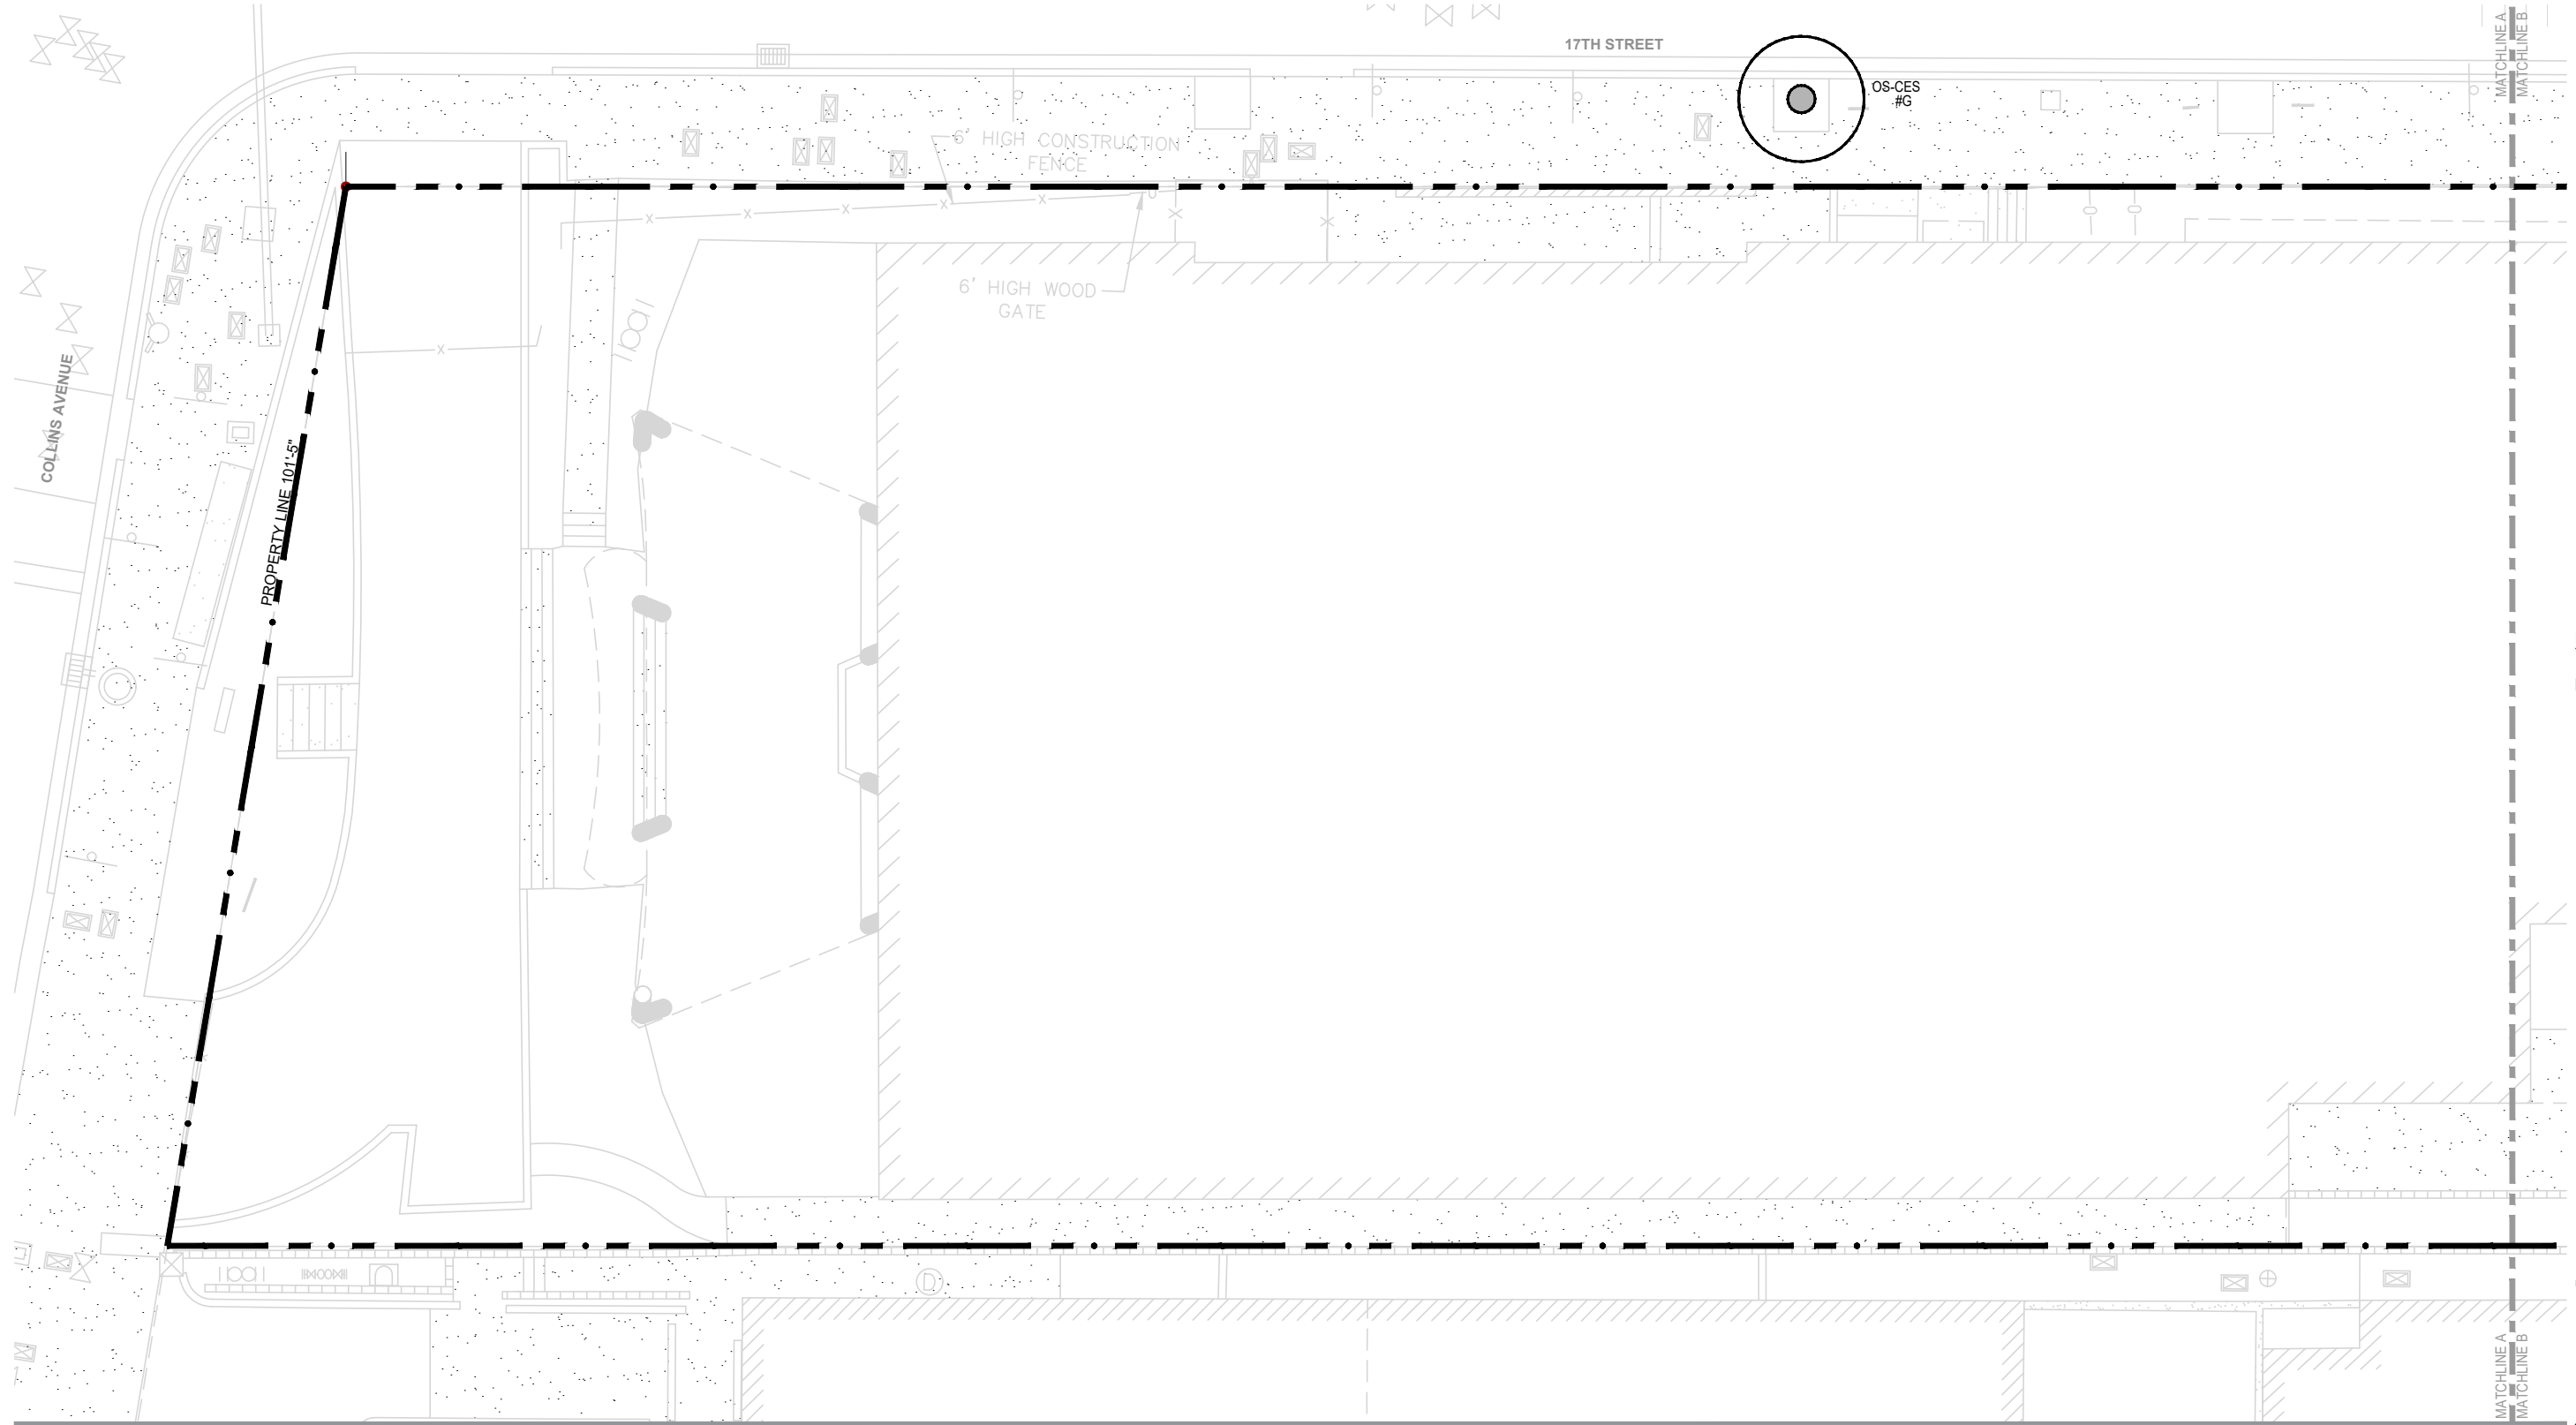 17TH STREET
MATCHLINE A
MATCHLINE B
OS-CES
#G
6' HIGH CONSTRUCTION
FENCE
6' HIGH WOOD
GATE
COLLINS AVENUE
PROPERTY LINE 101'-5"
D
MATCHLINE A
MATCHLINE B